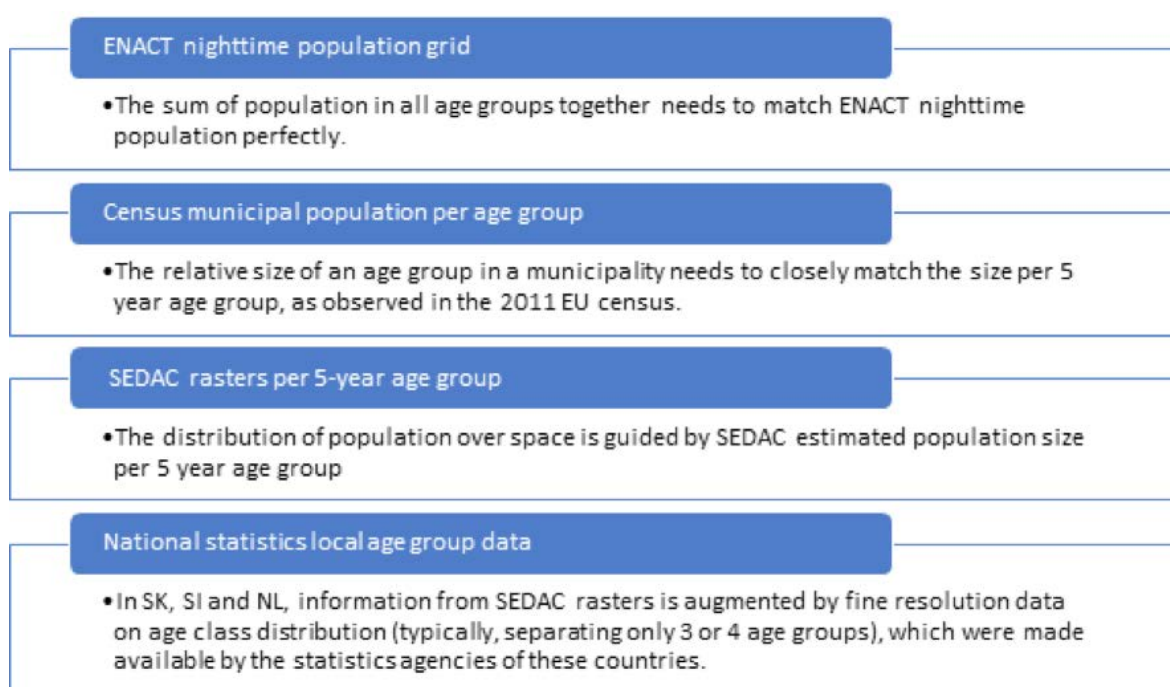 ENACT nighttime population grid
•The sum of population in all age groups together needs to match ENACT nighttime
population perfectly.
Census municipal population per age group
•The relative size of an age group in a municipality needs to closely match the size per 5
year age group, as observed in the 2011 EU census.
SEDAC rasters per 5-year age group
•The distribution of population over space is guided by SEDAC estimated population size
per 5 year age group
National statistics local age group data
•In SK, SI and NL, information from SEDAC rasters is augmented by fine resolution data
on age class distribution (typically, separating only 3 or 4 age groups), which were made
available by the statistics agencies of these countries.